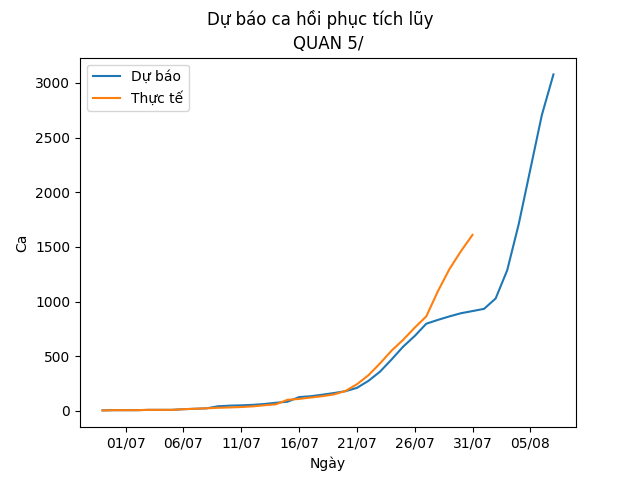 Dự báo ca hồi phục tích lũy
QUAN 5/
Dự báo
Thực tế
3000
2500
2000
1500
1000
500
0
Ca
01/07 06/07 11/07 16/07 21/07 26/07 31/07 05/08
Ngày